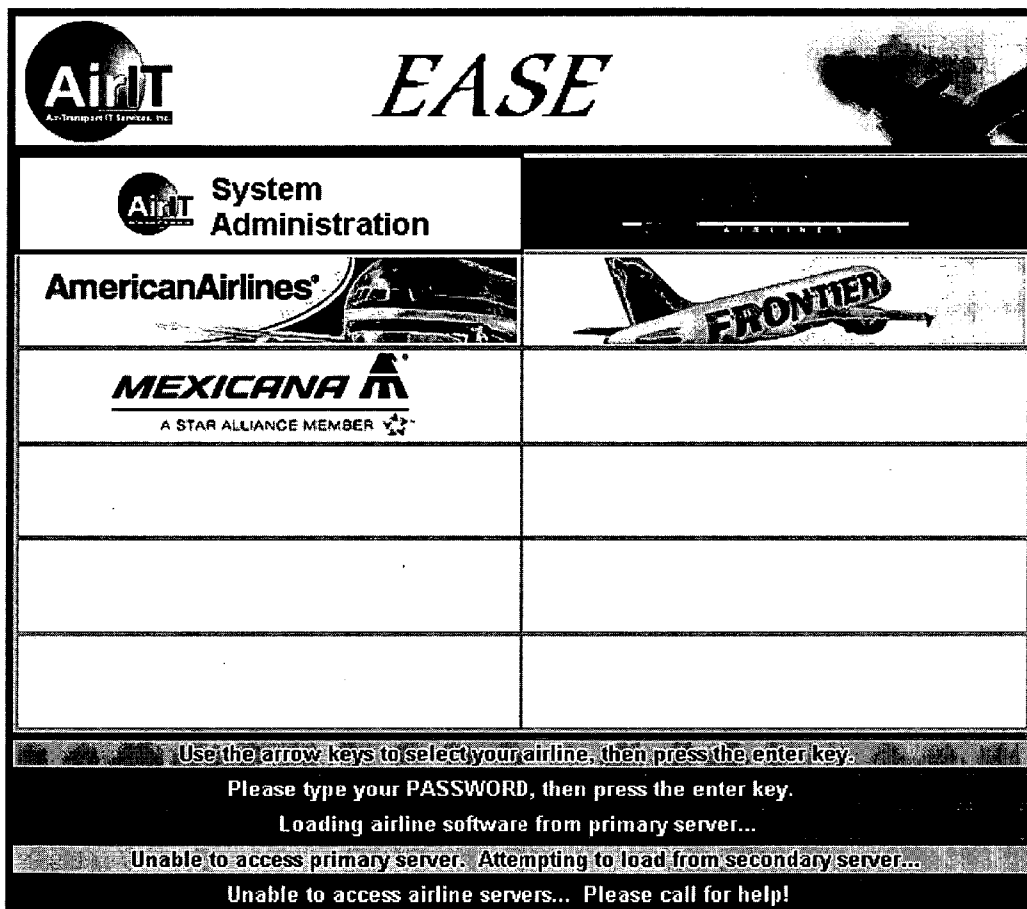 AirIT
Air-Transport IT Services, Inc.
EASE
AirIT
System
Administration
AIRLINES
AmericanAirlines®
FRONTIER
MEXICANA
A STAR ALLIANCE MEMBER
Use the arrow keys to select your airline, then press the enter key.
Please type your PASSWORD, then press the enter key.
Loading airline software from primary server...
Unable to access primary server. Attempting to load from secondary server...
Unable to access airline servers... Please call for help!